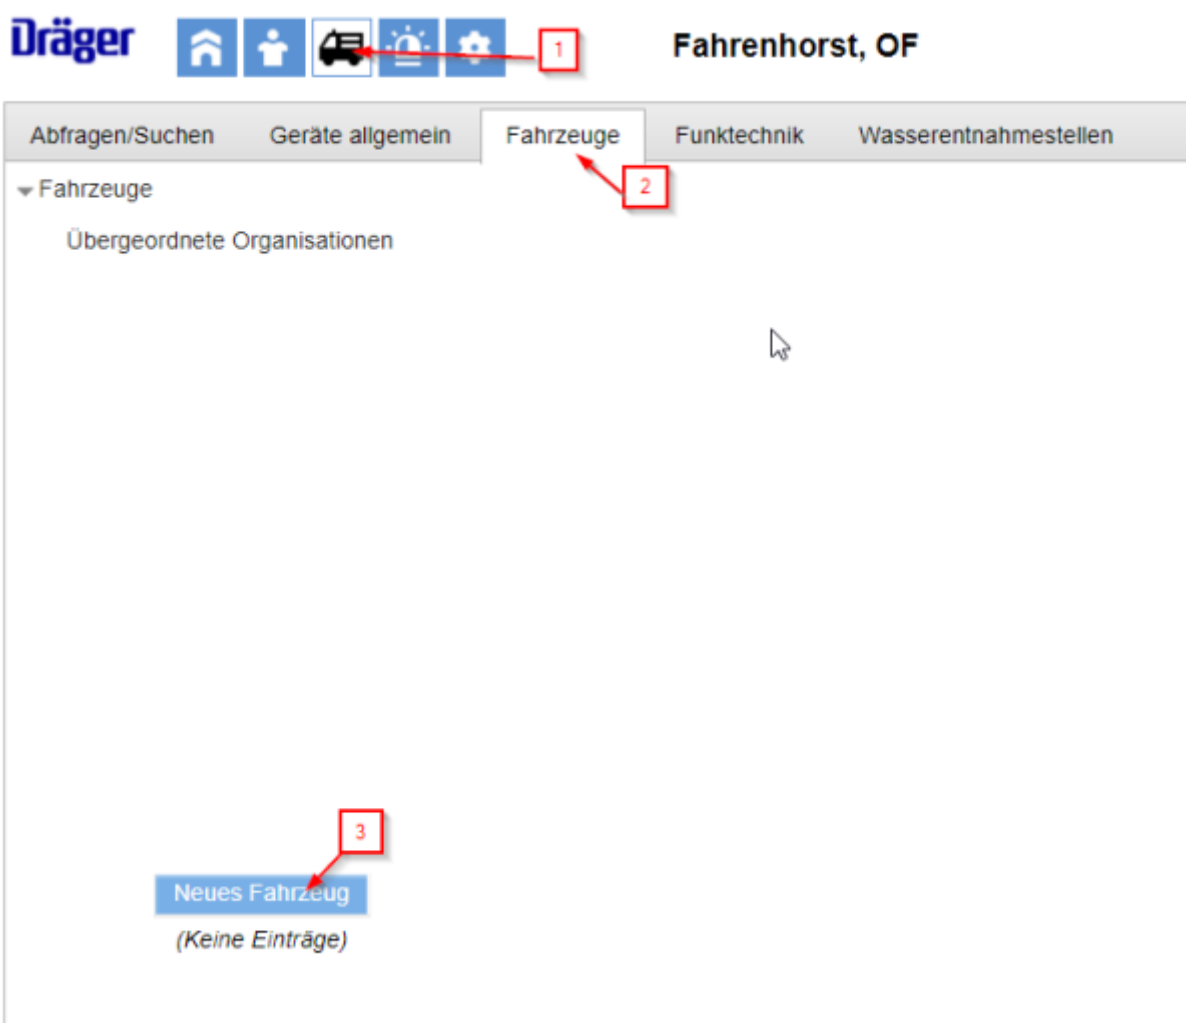 Dräger
1
Fahrenhorst, OF
Abfragen/Suchen Geräte allgemein Fahrzeuge Funktechnik Wasserentnahmestellen
Fahrzeuge
2
Übergeordnete Organisationen
3
Neues Fahrzeug
(Keine Einträge)